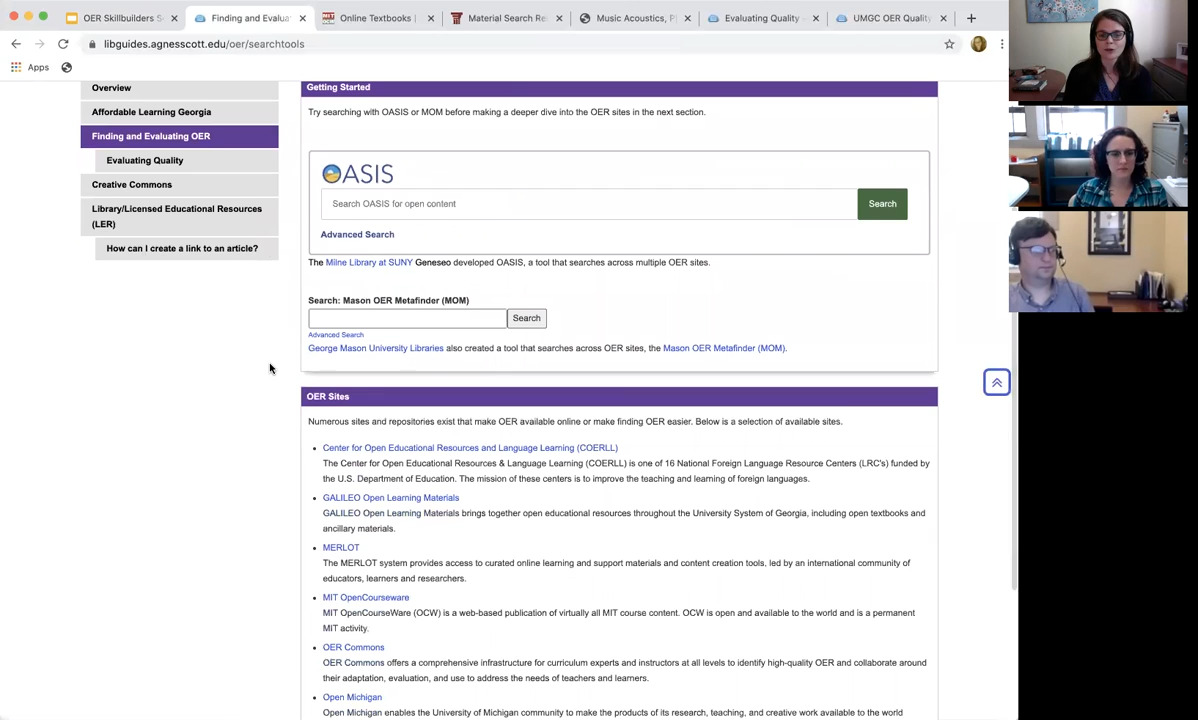 OER Skillbuilders S
Finding and Evalua
Online Textbooks |
Material Search Re
Music Acoustics, P
Evaluating Quality
UMGC OER Quality
libguides.agnesscott.edu/oer/searchtools
Apps
Overview
Affordable Learning Georgia
Finding and Evaluating OER
Evaluating Quality
Creative Commons
Library/Licensed Educational Resources
(LER)
How can I create a link to an article?
Getting Started
Try searching with OASIS or MOM before making a deeper dive into the OER sites in the next section.
OASIS
Search OASIS for open content
Search
Advanced Search
The Milne Library at SUNY Geneseo developed OASIS, a tool that searches across multiple OER sites.
Search: Mason OER Metafinder (MOM)
Search
Advanced Search
George Mason University Libraries also created a tool that searches across OER sites, the Mason OER Metafinder (MOM).
OER Sites
Numerous sites and repositories exist that make OER available online or make finding OER easier. Below is a selection of available sites.
Center for Open Educational Resources and Language Learning (COERLL)
The Center for Open Educational Resources & Language Learning (COERLL) is one of 16 National Foreign Language Resource Centers (LRC's) funded by
the U.S. Department of Education. The mission of these centers is to improve the teaching and learning of foreign languages.
GALILEO Open Learning Materials
GALILEO Open Learning Materials brings together open educational resources throughout the University System of Georgia, including open textbooks and
ancillary materials.
MERLOT
The MERLOT system provides access to curated online learning and support materials and content creation tools, led by an international community of
educators, learners and researchers.
MIT OpenCourseware
MIT OpenCourseWare (OCW) is a web-based publication of virtually all MIT course content. OCW is open and available to the world and is a permanent
MIT activity.
OER Commons
OER Commons offers a comprehensive infrastructure for curriculum experts and instructors at all levels to identify high-quality OER and collaborate around
their adaptation, evaluation, and use to address the needs of teachers and learners.
Open Michigan
Open Michigan enables the University of Michigan community to make the products of its research, teaching, and creative work available to the world